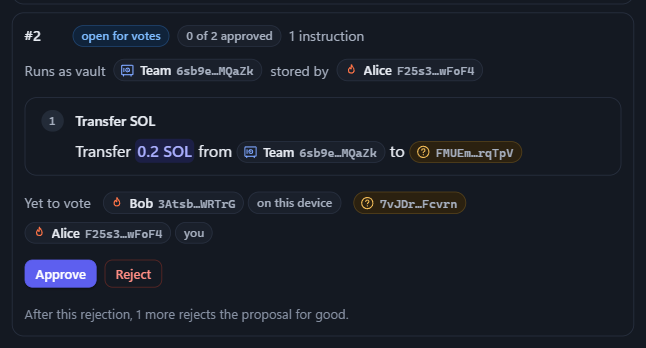 #2 open for votes 0 of 2 approved 1 instruction
Runs as vault Team 6sb9e…MQaZk stored by Alice F25s3…wFoF4
1 Transfer SOL
Transfer 0.2 SOL from Team 6sb9e…MQaZk to FMUEm…rqTpV
Yet to vote Bob 3Atsb…WRTrG on this device 7vJDr…Fcvrn
Alice F25s3…wFoF4 you
Approve Reject
After this rejection, 1 more rejects the proposal for good.